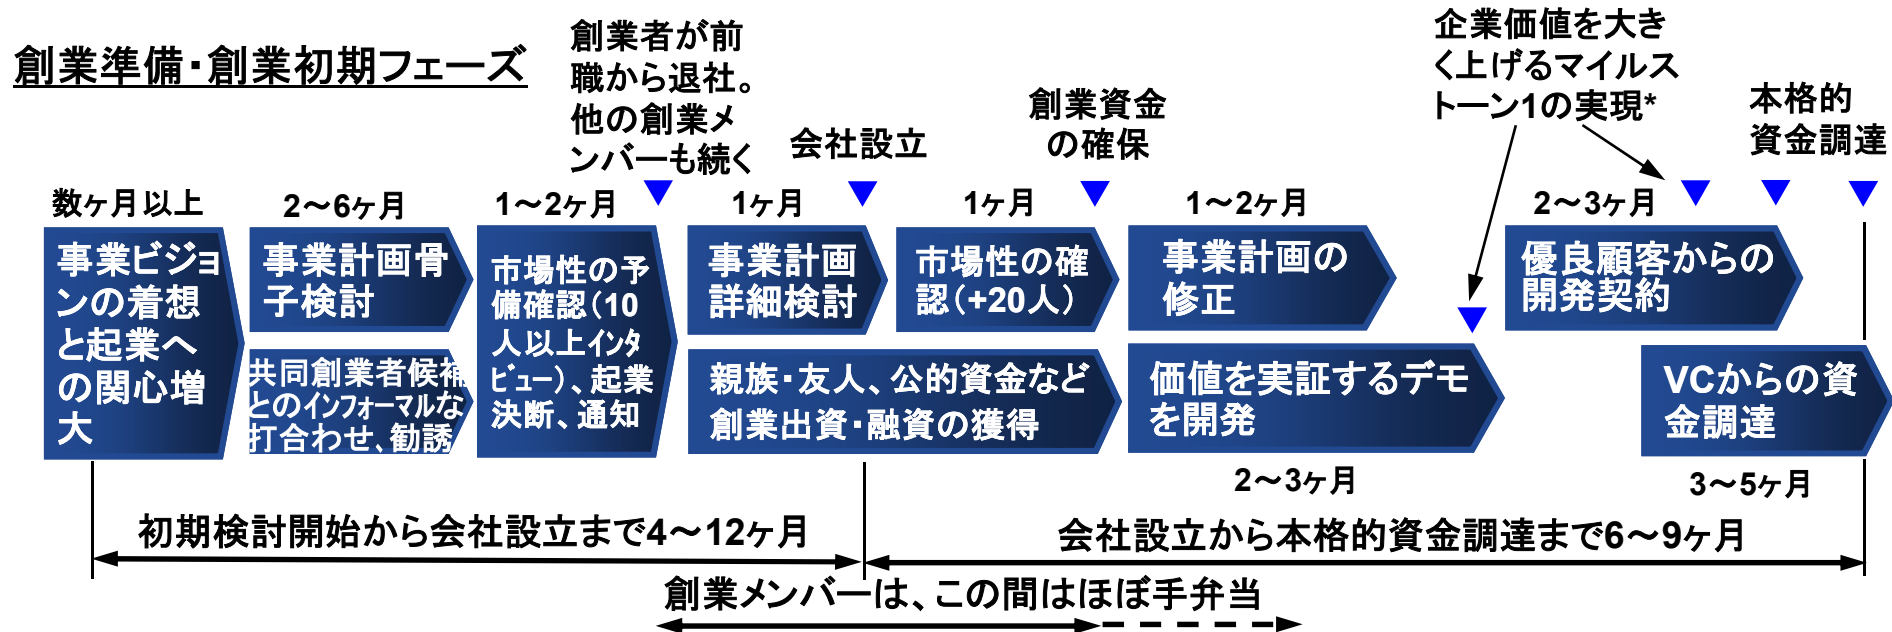 創業準備・創業初期フェーズ
創業者が前
職から退社。
他の創業メ
ンバーも続く
会社設立
創業資金
の確保
企業価値を大き
く上げるマイルス
トーン1の実現*
本格的
資金調達
数ヶ月以上
2～6ヶ月
1～2ヶ月
1ヶ月
1ヶ月
1～2ヶ月
2～3ヶ月
事業ビジョ
ンの着想
と起業へ
の関心増
大
事業計画骨
子検討
共同創業者候補
とのインフォーマルな
打合わせ、勧誘
市場性の予
備確認（10
人以上インタ
ビュー）、起業
決断、通知
事業計画
詳細検討
市場性の確
認（+20人）
親族・友人、公的資金など
創業出資・融資の獲得
事業計画の
修正
価値を実証するデモ
を開発
2～3ヶ月
優良顧客からの
開発契約
VCからの資
金調達
3～5ヶ月
初期検討開始から会社設立まで4～12ヶ月
会社設立から本格的資金調達まで6～9ヶ月
創業メンバーは、この間はほぼ手弁当